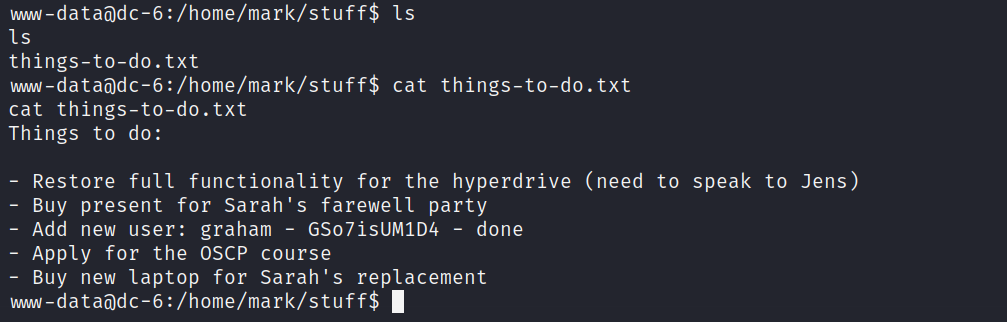 www-data@dc-6:/home/mark/stuff$ ls
ls
things-to-do.txt
www-data@dc-6:/home/mark/stuff$ cat things-to-do.txt
cat things-to-do.txt
Things to do:

- Restore full functionality for the hyperdrive (need to speak to Jens)
- Buy present for Sarah's farewell party
- Add new user: graham - GSo7isUM1D4 - done
- Apply for the OSCP course
- Buy new laptop for Sarah's replacement
www-data@dc-6:/home/mark/stuff$